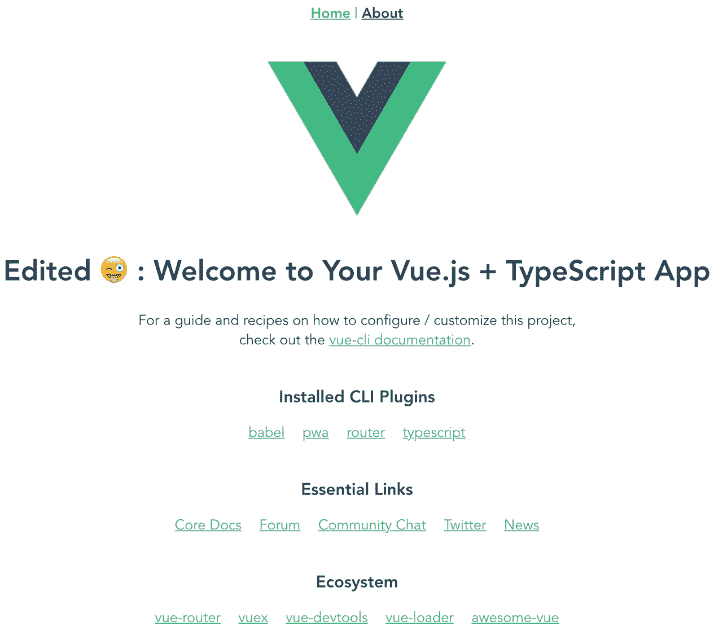 Home | About
Edited 😜 : Welcome to Your Vue.js + TypeScript App
For a guide and recipes on how to configure / customize this project,
check out the vue-cli documentation.
Installed CLI Plugins
babel pwa router typescript
Essential Links
Core Docs Forum Community Chat Twitter News
Ecosystem
vue-router vuex vue-devtools vue-loader awesome-vue